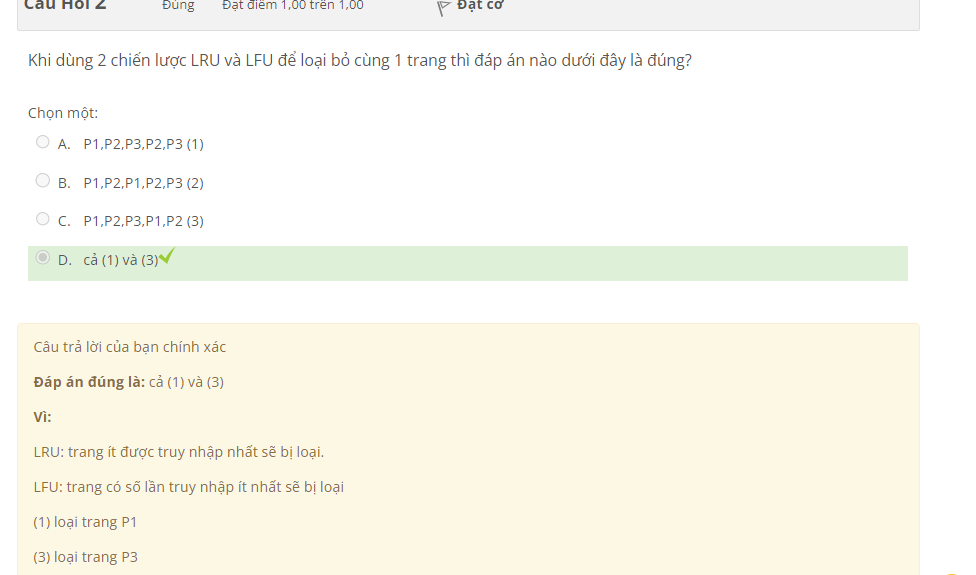 Câu Hỏi 2 Đúng Đạt điểm 1,00 trên 1,00 Đặt cờ
Khi dùng 2 chiến lược LRU và LFU để loại bỏ cùng 1 trang thì đáp án nào dưới đây là đúng?
Chọn một:
A. P1,P2,P3,P2,P3 (1)
B. P1,P2,P1,P2,P3 (2)
C. P1,P2,P3,P1,P2 (3)
D. cả (1) và (3)
Câu trả lời của bạn chính xác
Đáp án đúng là: cả (1) và (3)
Vì:
LRU: trang ít được truy nhập nhất sẽ bị loại.
LFU: trang có số lần truy nhập ít nhất sẽ bị loại
(1) loại trang P1
(3) loại trang P3